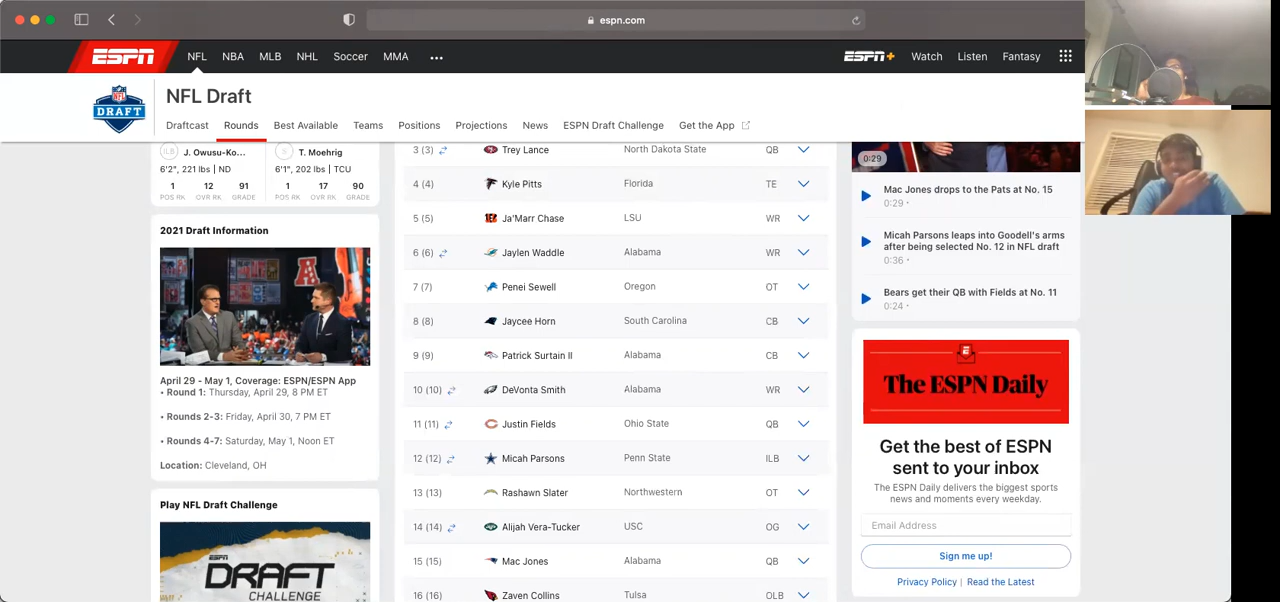 espn.com
ESPN
NFL NBA MLB NHL Soccer MMA
ESPN+ Watch Listen Fantasy
NFL DRAFT
NFL Draft
Draftcast Rounds Best Available Teams Positions Projections News ESPN Draft Challenge Get the App
ILB J. Owusu-Ko...
6'2", 221 lbs | ND
1 12 91
POS RK OVR RK GRADE
S T. Moehrig
6'1", 202 lbs | TCU
1 17 90
POS RK OVR RK GRADE
2021 Draft Information
April 29 - May 1, Coverage: ESPN/ESPN App
• Round 1: Thursday, April 29, 8 PM ET
• Rounds 2-3: Friday, April 30, 7 PM ET
• Rounds 4-7: Saturday, May 1, Noon ET
Location: Cleveland, OH
Play NFL Draft Challenge
ESPN
DRAFT
CHALLENGE
3 (3) Trey Lance North Dakota State QB
4 (4) Kyle Pitts Florida TE
5 (5) Ja'Marr Chase LSU WR
6 (6) Jaylen Waddle Alabama WR
7 (7) Penei Sewell Oregon OT
8 (8) Jaycee Horn South Carolina CB
9 (9) Patrick Surtain II Alabama CB
10 (10) DeVonta Smith Alabama WR
11 (11) Justin Fields Ohio State QB
12 (12) Micah Parsons Penn State ILB
13 (13) Rashawn Slater Northwestern OT
14 (14) Alijah Vera-Tucker USC OG
15 (15) Mac Jones Alabama QB
16 (16) Zaven Collins Tulsa OLB
0:29
Mac Jones drops to the Pats at No. 15
0:29 •
Micah Parsons leaps into Goodell's arms
after being selected No. 12 in NFL draft
0:36 •
Bears get their QB with Fields at No. 11
0:24 •
The ESPN Daily
Get the best of ESPN
sent to your inbox
The ESPN Daily delivers the biggest sports
news and moments every weekday.
Email Address
Sign me up!
Privacy Policy | Read the Latest